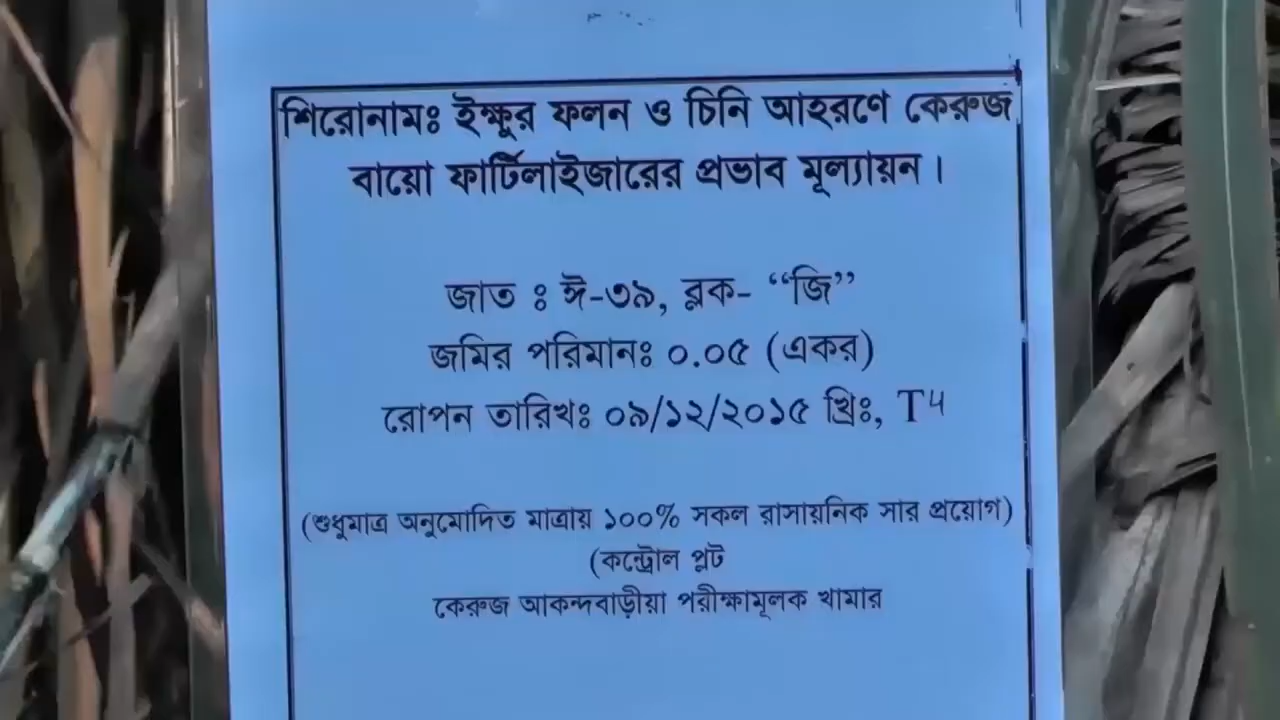 শিরোনামঃ ইক্ষুর ফলন ও চিনি আহরণে কেরুজ
বায়ো ফার্টিলাইজারের প্রভাব মূল্যায়ন।
জাত ঃ ঈ-৩৯, ব্লক- “জি”
জমির পরিমানঃ ০.০৫ (একর)
রোপন তারিখঃ ০৯/১২/২০১৫ খ্রিঃ, T⁴
(শুধুমাত্র অনুমোদিত মাত্রায় ১০০% সকল রাসায়নিক সার প্রয়োগ)
(কন্ট্রোল প্লট
কেরুজ আকন্দবাড়ীয়া পরীক্ষামূলক খামার